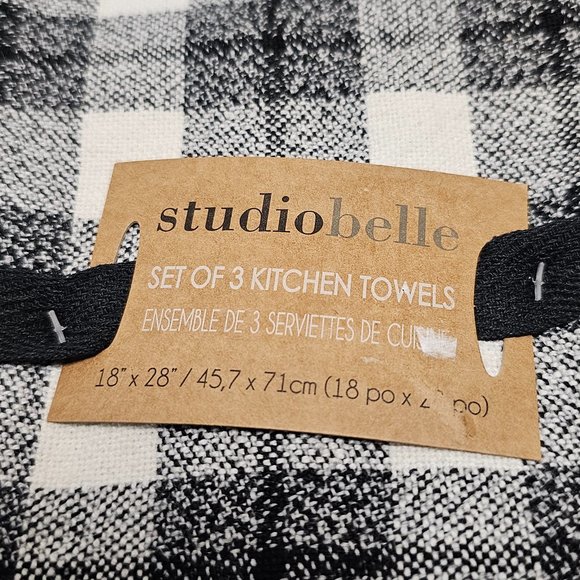 studiobelle
SET OF 3 KITCHEN TOWELS
ENSEMBLE DE 3 SERVIETTES DE
18" x 28" / 45,7 x 71cm (18 po x po)